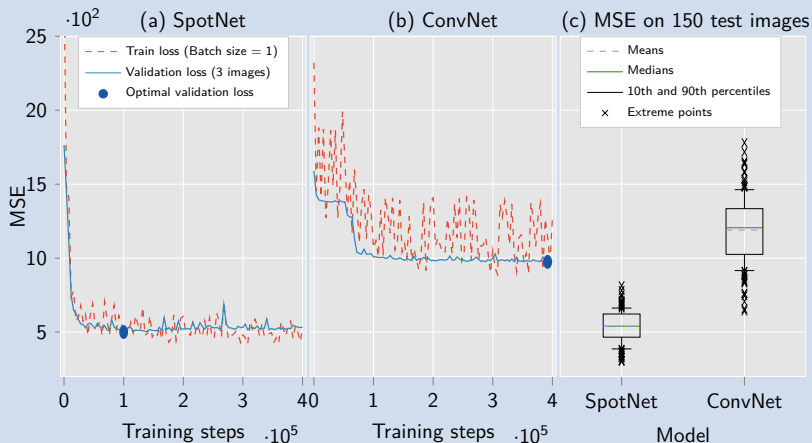 ·10²
(a) SpotNet
(b) ConvNet
(c) MSE on 150 test images
25
20
15
10
5
MSE
Train loss (Batch size = 1)
Validation loss (3 images)
Optimal validation loss
Means
Medians
10th and 90th percentiles
Extreme points
0 1 2 3 40 1 2 3 4
SpotNet ConvNet
Training steps ·10⁵
Training steps ·10⁵
Model